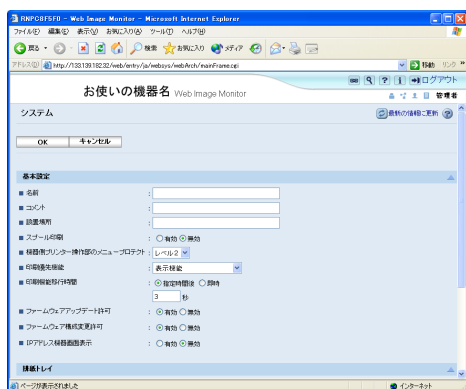 RNPC8F5F0 - Web Image Monitor - Microsoft Internet Explorer
ファイル(F) 編集(E) 表示(V) お気に入り(A) ツール(T) ヘルプ(H)
戻る 検索 お気に入り メディア
アドレス(D) http://133.139.182.32/web/entry/ja/websys/webArch/mainFrame.cgi 移動 リンク
ログアウト
お使いの機器名 Web Image Monitor
管理者
システム 最新の情報に更新
OK キャンセル
基本設定
名前 :
コメント :
設置場所 :
スプール印刷 : 有効 無効
機器側プリンター操作部のメニュープロテクト : レベル2
印刷優先機能 : 表示機能
印刷機能移行時間 : 指定時間後 即時
3 秒
ファームウェアアップデート許可 : 有効 無効
ファームウェア構成変更許可 : 有効 無効
IPアドレス機器画面表示 : 有効 無効
排紙トレイ
ページが表示されました インターネット